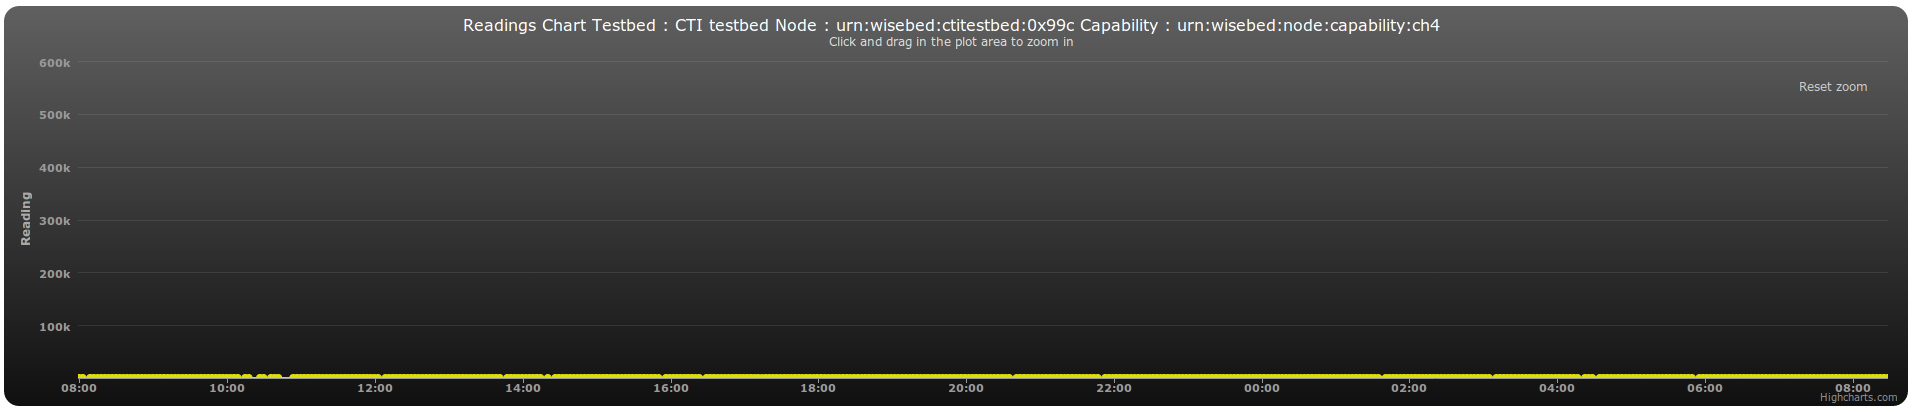 Readings Chart Testbed : CTI testbed Node : urn:wisebed:ctitestbed:0x99c Capability : urn:wisebed:node:capability:ch4
Click and drag in the plot area to zoom in
600k
Reset zoom
500k
400k
300k
Reading
200k
100k
08:00 10:00 12:00 14:00 16:00 18:00 20:00 22:00 00:00 02:00 04:00 06:00 08:00
Highcharts.com